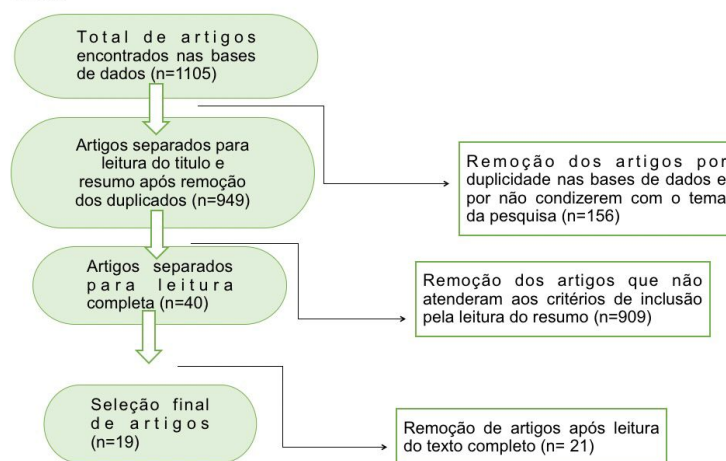 Total de artigos
encontrados nas bases
de dados (n=1105)
Artigos separados para
leitura do titulo e
resumo após remoção
dos duplicados (n=949)
Remoção dos artigos por
duplicidade nas bases de dados e
por não condizerem com o tema
da pesquisa (n=156)
Artigos separados
para leitura
completa (n=40)
Remoção dos artigos que não
atenderam aos critérios de inclusão
pela leitura do resumo (n=909)
Seleção final
de artigos
(n=19)
Remoção de artigos após leitura
do texto completo (n= 21)